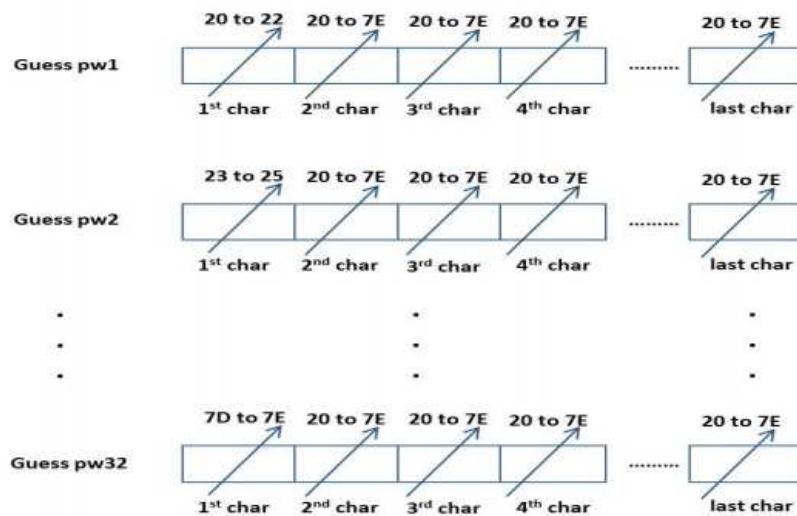 20 to 22 20 to 7E 20 to 7E 20 to 7E 20 to 7E
Guess pw1 .........
1st char 2nd char 3rd char 4th char last char
23 to 25 20 to 7E 20 to 7E 20 to 7E 20 to 7E
Guess pw2 .........
1st char 2nd char 3rd char 4th char last char
7D to 7E 20 to 7E 20 to 7E 20 to 7E 20 to 7E
Guess pw32 .........
1st char 2nd char 3rd char 4th char last char